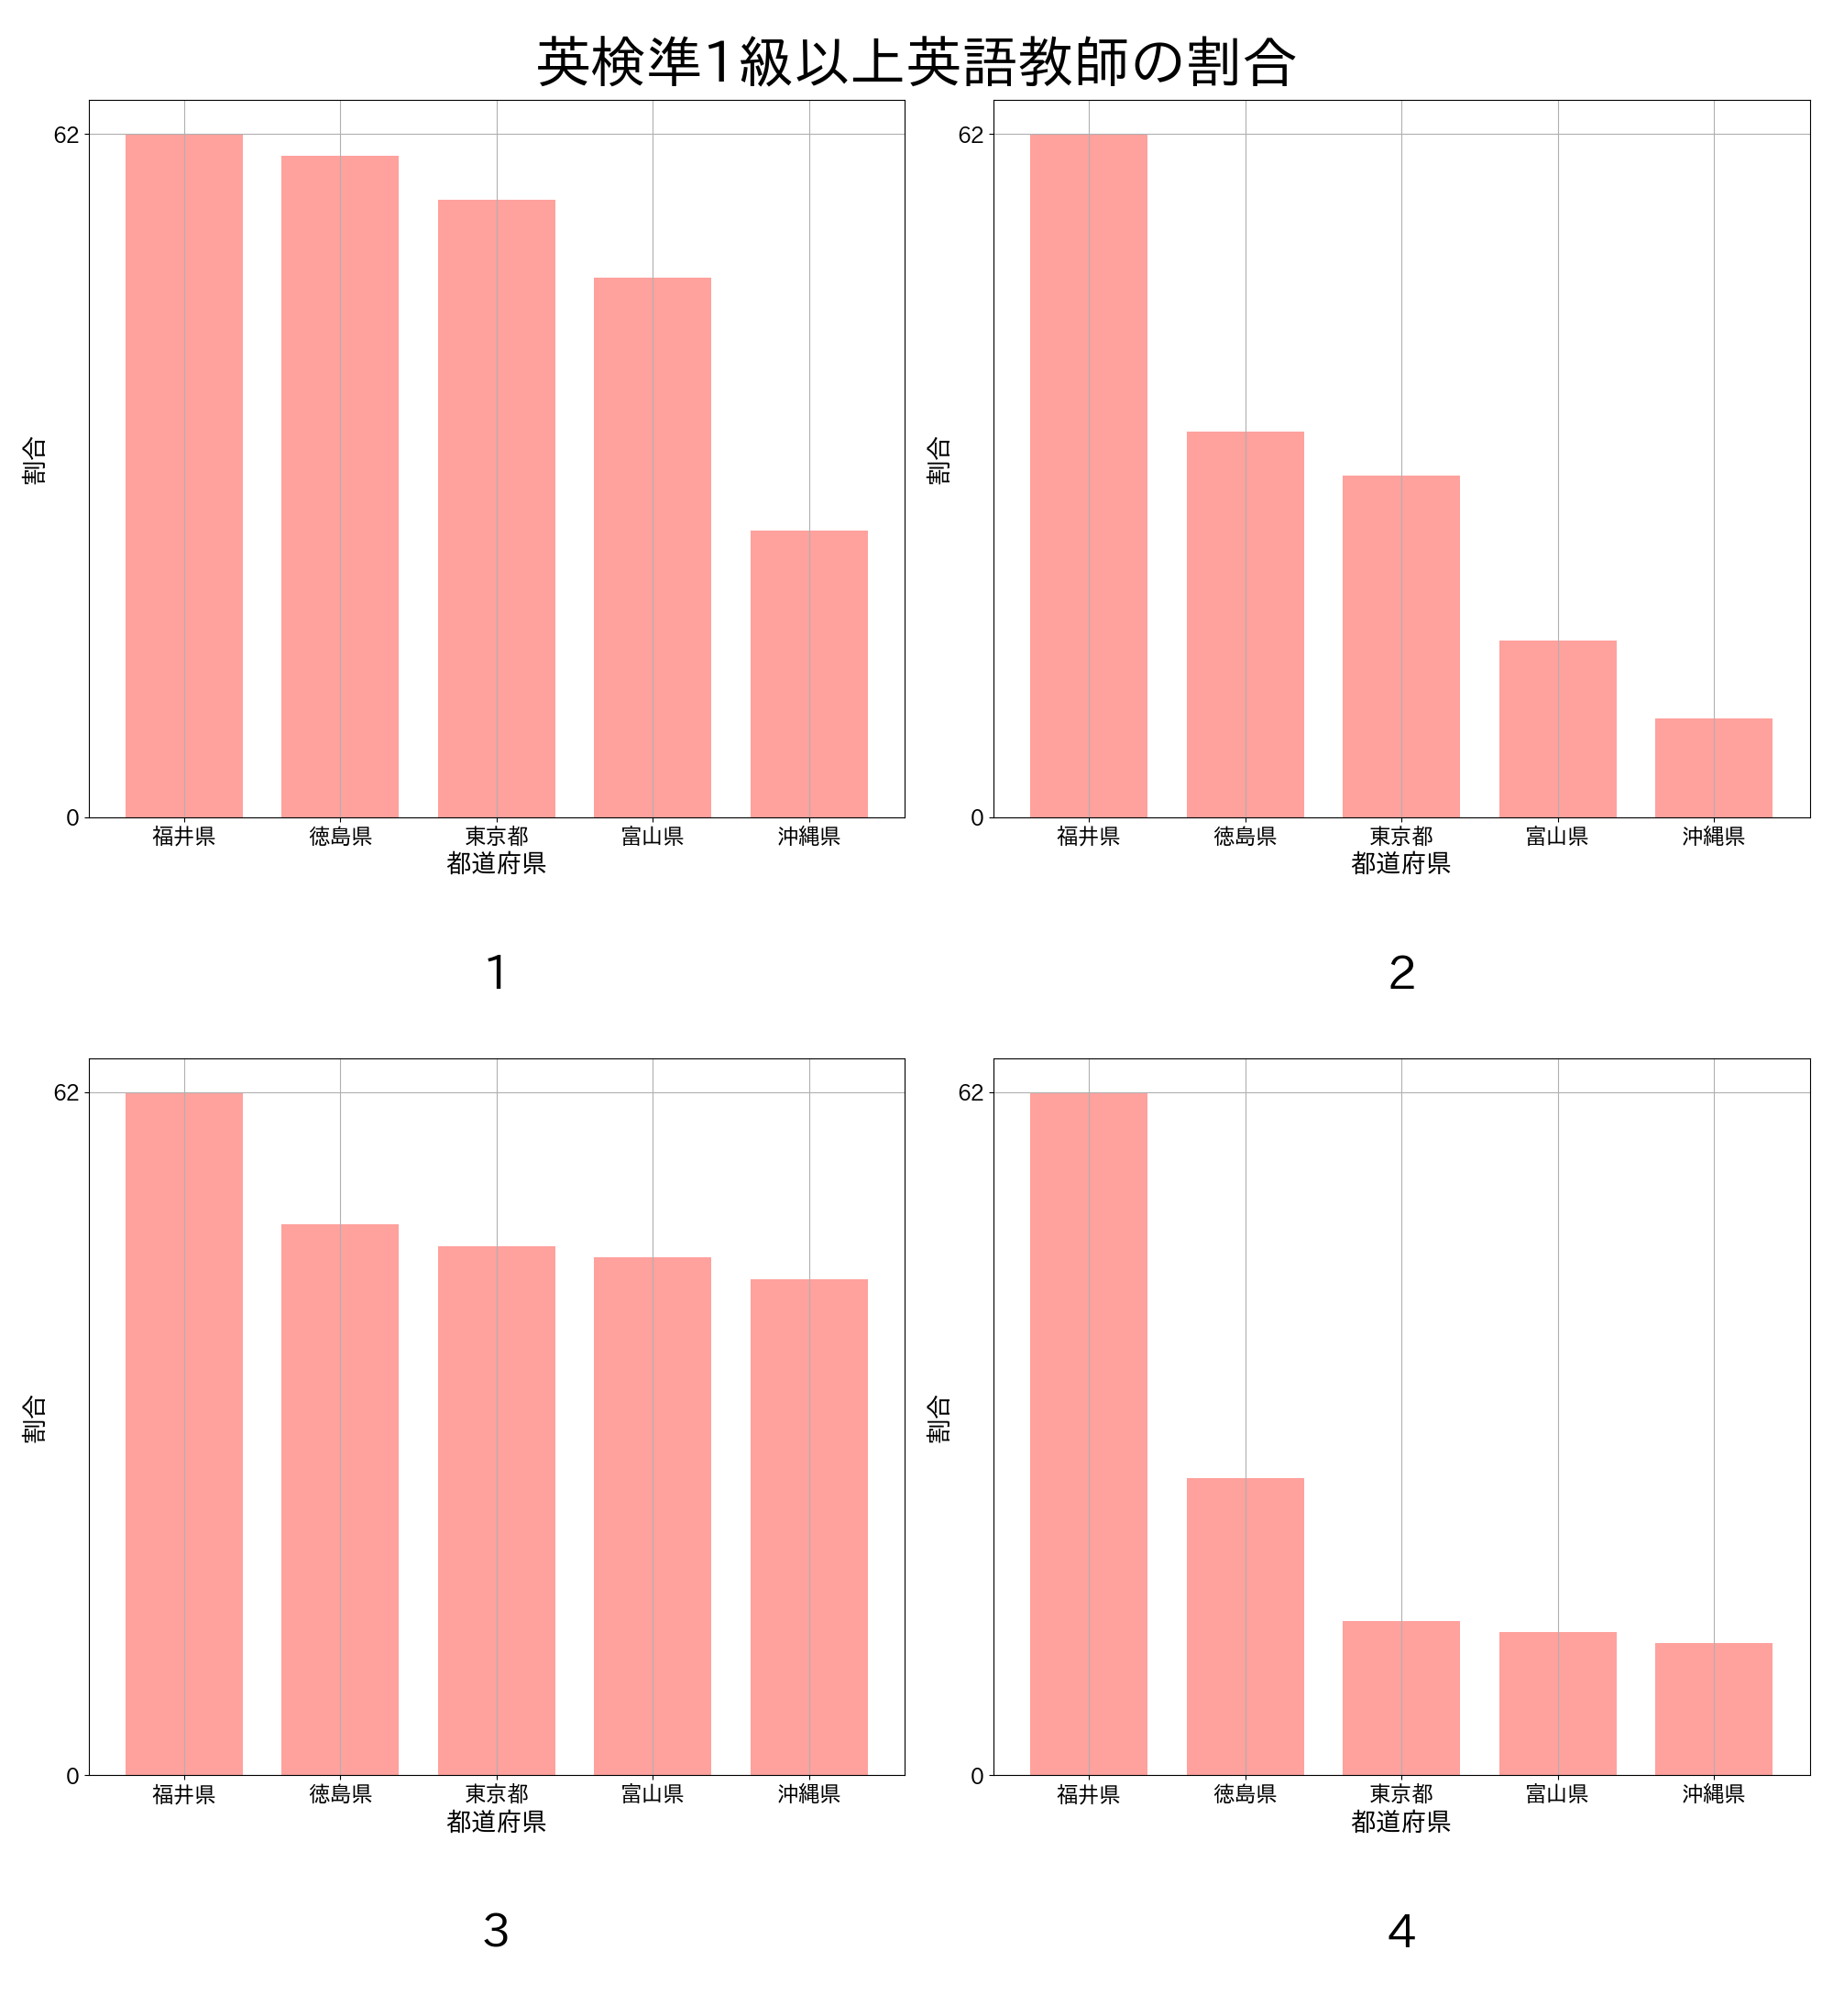 英検準1級以上英語教師の割合
62
0
割合
福井県 徳島県 東京都 富山県 沖縄県
都道府県
1
62
0
割合
福井県 徳島県 東京都 富山県 沖縄県
都道府県
2
62
0
割合
福井県 徳島県 東京都 富山県 沖縄県
都道府県
3
62
0
割合
福井県 徳島県 東京都 富山県 沖縄県
都道府県
4